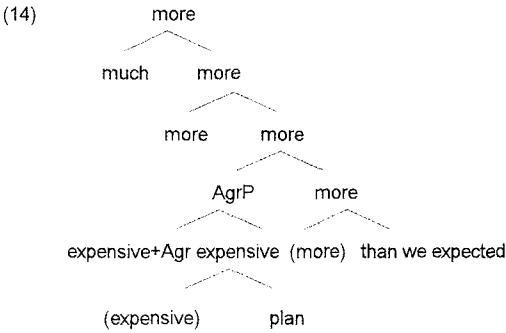 (14) more
much more
more more
AgrP more
expensive+Agr expensive (more) than we expected
(expensive) plan